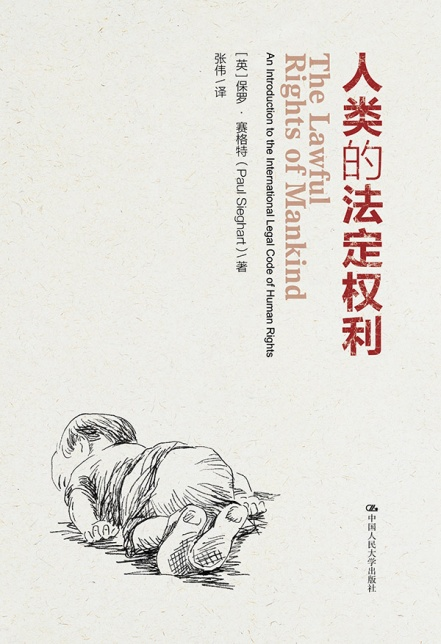 人类的法定权利
The Lawful
Rights of Mankind
An Introduction to the International Legal Code of Human Rights
［英］保罗·赛格特（Paul Sieghart）\著
张伟\译
中国人民大学出版社